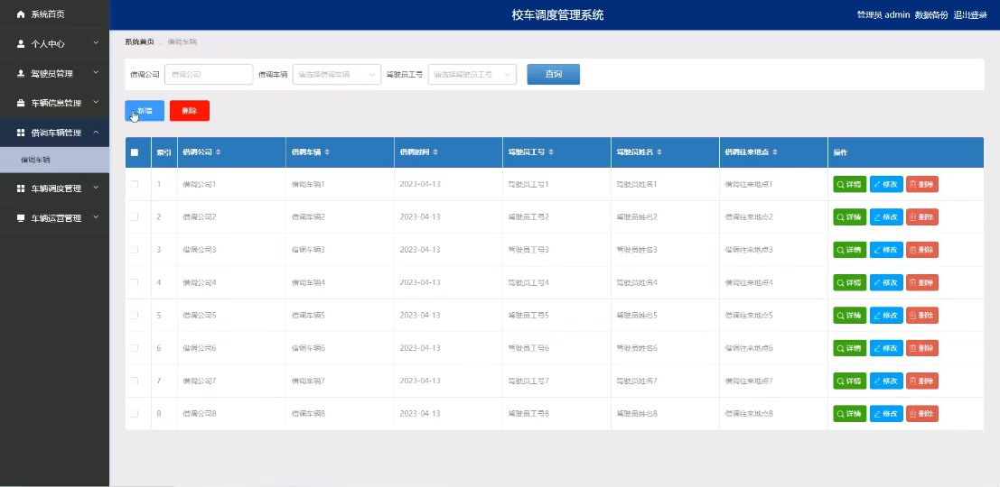 校车调度管理系统
管理员 admin 数据备份 退出登录
系统首页
个人中心
驾驶员管理
车辆信息管理
借调车辆管理
借调车辆
车辆调度管理
车辆运营管理
系统首页 借调车辆
借调公司 借调公司 借调车辆 请选择借调车辆 驾驶员工号 请选择驾驶员工号 查询
新增 删除
索引 借调公司 借调车辆 借调时间 驾驶员工号 驾驶员姓名 借调往来地点 操作
1 借调公司1 借调车辆1 2023-04-13 驾驶员工号1 驾驶员姓名1 借调往来地点1 详情 修改 删除
2 借调公司2 借调车辆2 2023-04-13 驾驶员工号2 驾驶员姓名2 借调往来地点2 详情 修改 删除
3 借调公司3 借调车辆3 2023-04-13 驾驶员工号3 驾驶员姓名3 借调往来地点3 详情 修改 删除
4 借调公司4 借调车辆4 2023-04-13 驾驶员工号4 驾驶员姓名4 借调往来地点4 详情 修改 删除
5 借调公司5 借调车辆5 2023-04-13 驾驶员工号5 驾驶员姓名5 借调往来地点5 详情 修改 删除
6 借调公司6 借调车辆6 2023-04-13 驾驶员工号6 驾驶员姓名6 借调往来地点6 详情 修改 删除
7 借调公司7 借调车辆7 2023-04-13 驾驶员工号7 驾驶员姓名7 借调往来地点7 详情 修改 删除
8 借调公司8 借调车辆8 2023-04-13 驾驶员工号8 驾驶员姓名8 借调往来地点8 详情 修改 删除